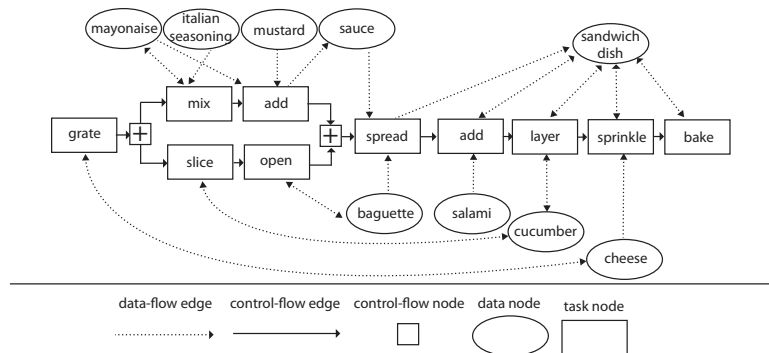 mayonaise
italian
seasoning
mustard
sauce
sandwich
dish
mix
add
grate
+
+
spread
add
layer
sprinkle
bake
slice
open
baguette
salami
cucumber
cheese
data-flow edge
control-flow edge
control-flow node
data node
task node